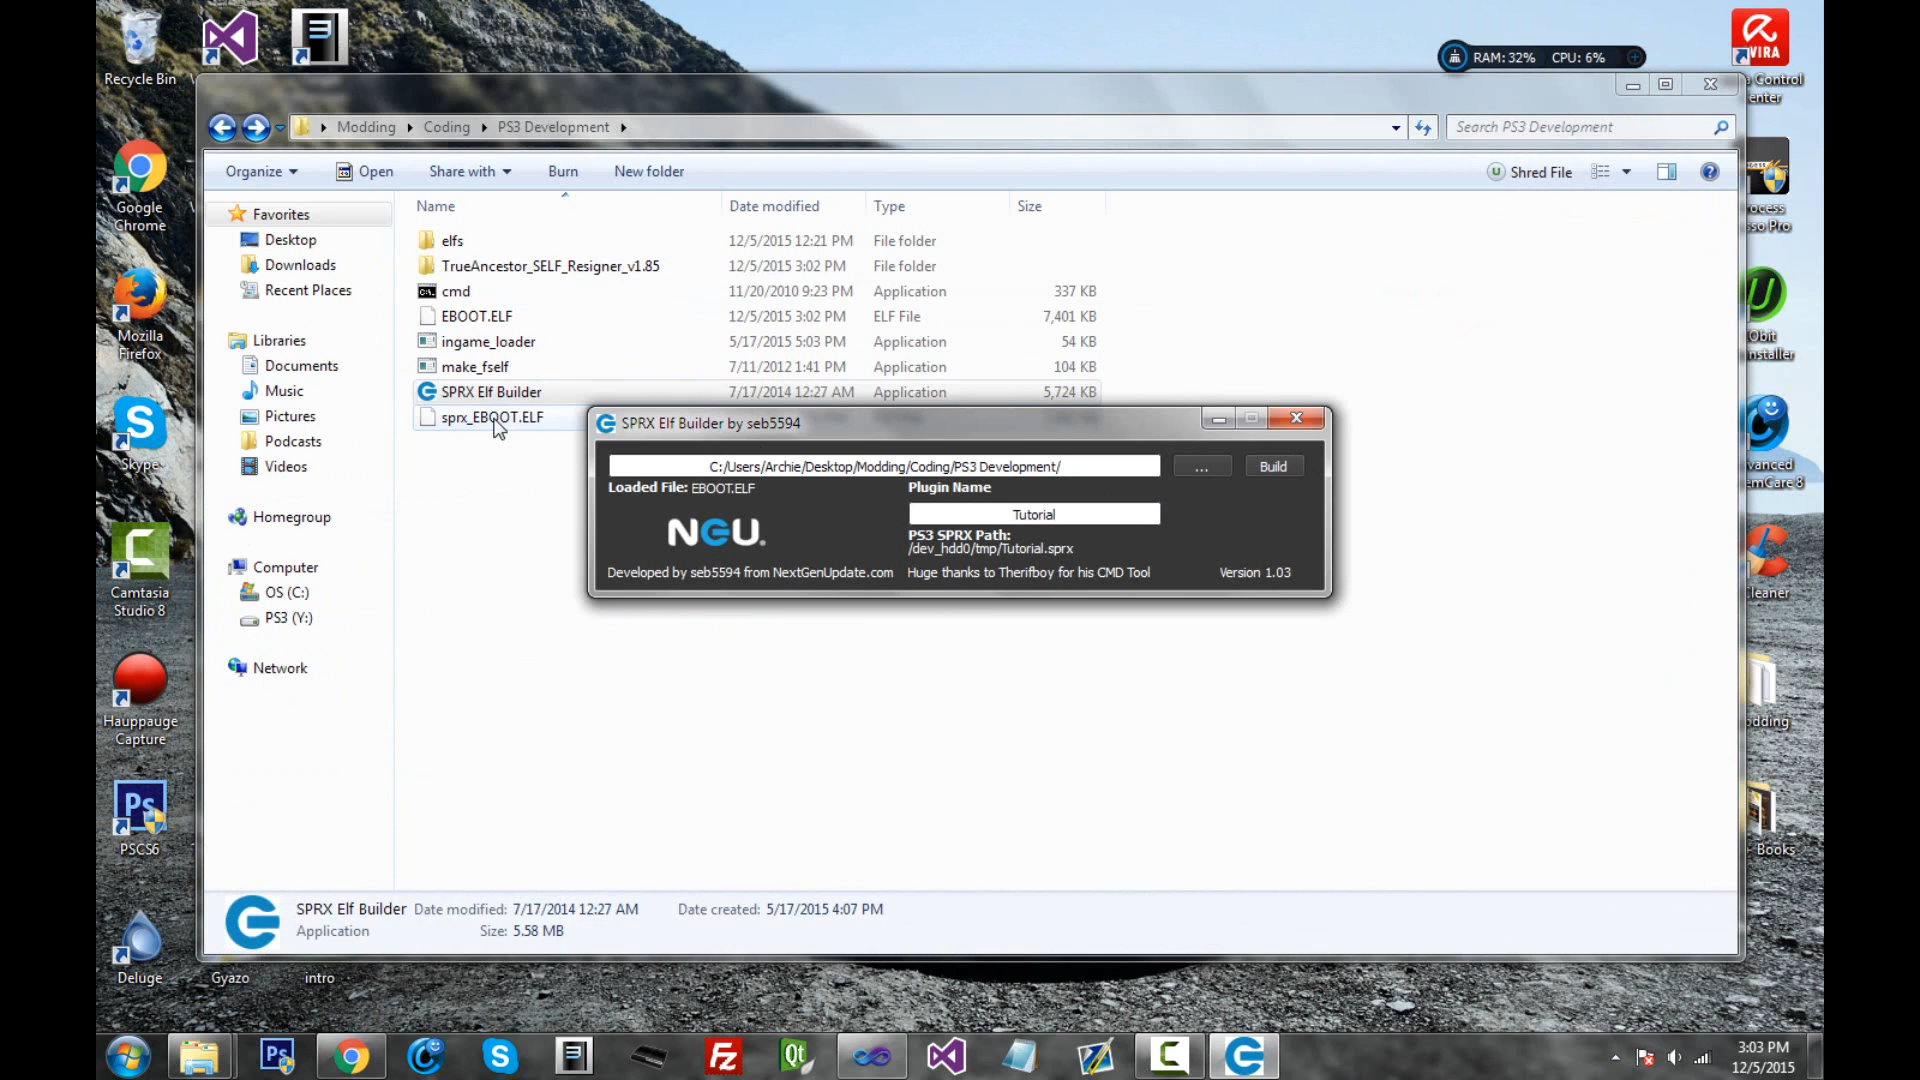 Recycle Bin
RAM: 32% CPU: 6%
VIRA
Control
enter
Modding Coding PS3 Development
Search PS3 Development
Organize Open Share with Burn New folder Shred File
Google
Chrome
Mozilla
Firefox
Skype
Camtasia
Studio 8
Hauppauge
Capture
Ps
PSCS6
Deluge
Gyazo
intro
Favorites
Desktop
Downloads
Recent Places
Libraries
Documents
Music
Pictures
Podcasts
Videos
Homegroup
Computer
OS (C:)
PS3 (Y:)
Network
Name Date modified Type Size
elfs 12/5/2015 12:21 PM File folder
TrueAncestor_SELF_Resigner_v1.85 12/5/2015 3:02 PM File folder
cmd 11/20/2010 9:23 PM Application 337 KB
EBOOT.ELF 12/5/2015 3:02 PM ELF File 7,401 KB
ingame_loader 5/17/2015 5:03 PM Application 54 KB
make_fself 7/11/2012 1:41 PM Application 104 KB
SPRX Elf Builder 7/17/2014 12:27 AM Application 5,724 KB
sprx_EBOOT.ELF
SPRX Elf Builder by seb5594
C:/Users/Archie/Desktop/Modding/Coding/PS3 Development/
...
Build
Loaded File: EBOOT.ELF
Plugin Name
Tutorial
NGU.
PS3 SPRX Path:
/dev_hdd0/tmp/Tutorial.sprx
Developed by seb5594 from NextGenUpdate.com Huge thanks to Therifboy for his CMD Tool Version 1.03
ocess
sso Pro
Obit
nstaller
vanced
emCare 8
leaner
dding
- Books
SPRX Elf Builder Date modified: 7/17/2014 12:27 AM Date created: 5/17/2015 4:07 PM
Application Size: 5.58 MB
Ps
Fz
Qt
3:03 PM
12/5/2015